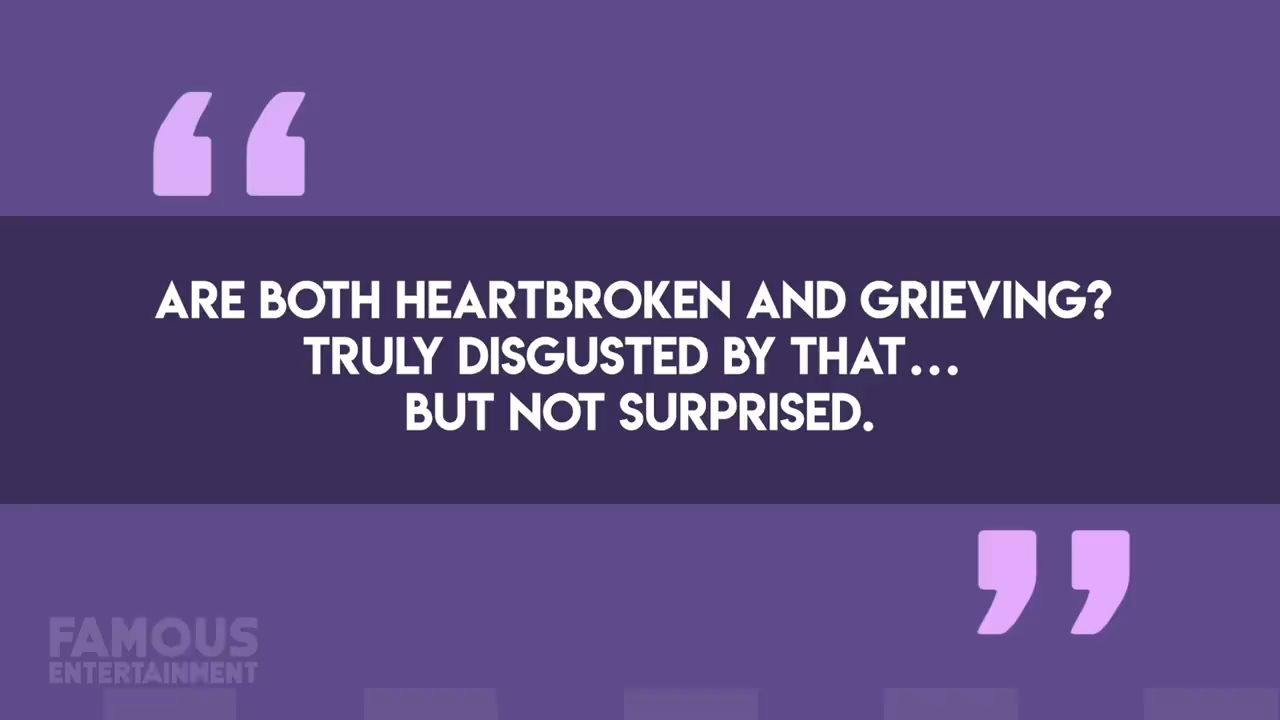 ARE BOTH HEARTBROKEN AND GRIEVING?
TRULY DISGUSTED BY THAT...
BUT NOT SURPRISED.
FAMOUS
ENTERTAINMENT